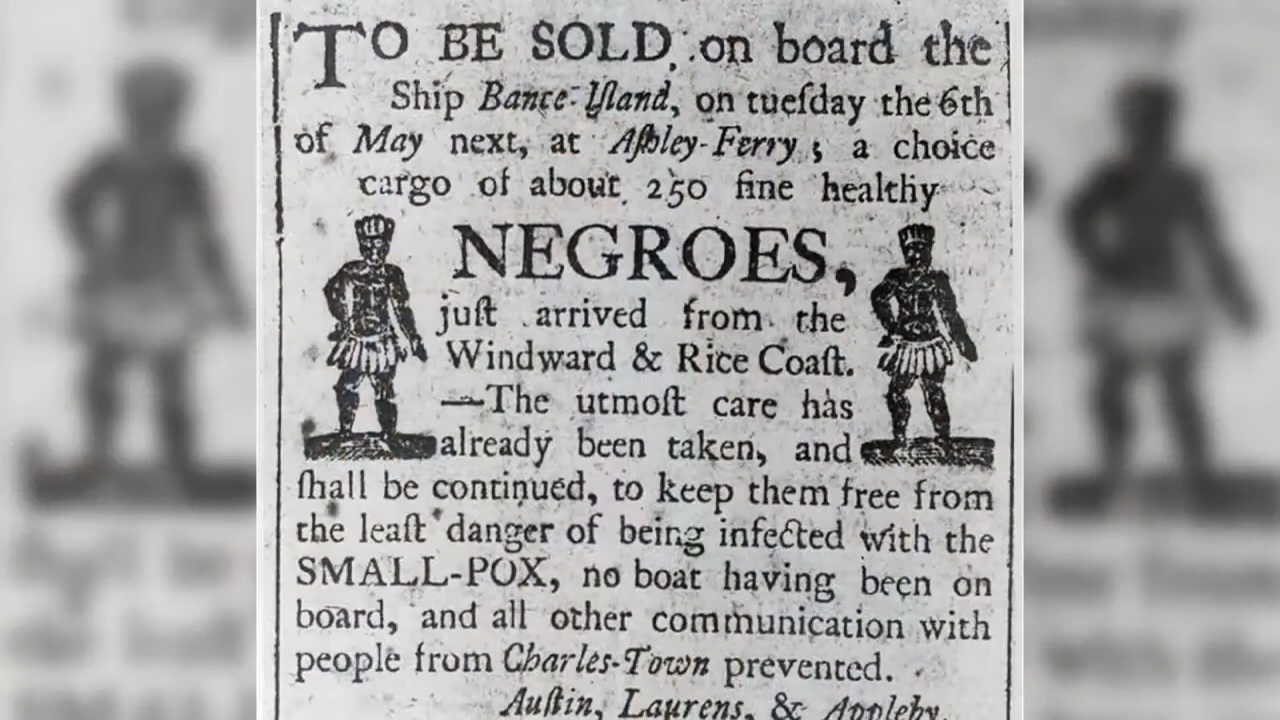 TO BE SOLD, on board the
Ship Bance-Iſland, on tueſday the 6th
of May next, at Aſhley-Ferry; a choice
cargo of about 250 fine healthy
NEGROES,
juſt arrived from the
Windward & Rice Coaſt.
—The utmoſt care has
already been taken, and
ſhall be continued, to keep them free from
the leaſt danger of being infected with the
SMALL-POX, no boat having been on
board, and all other communication with
people from Charles-Town prevented.
Auſtin, Laurens, & Appleby.